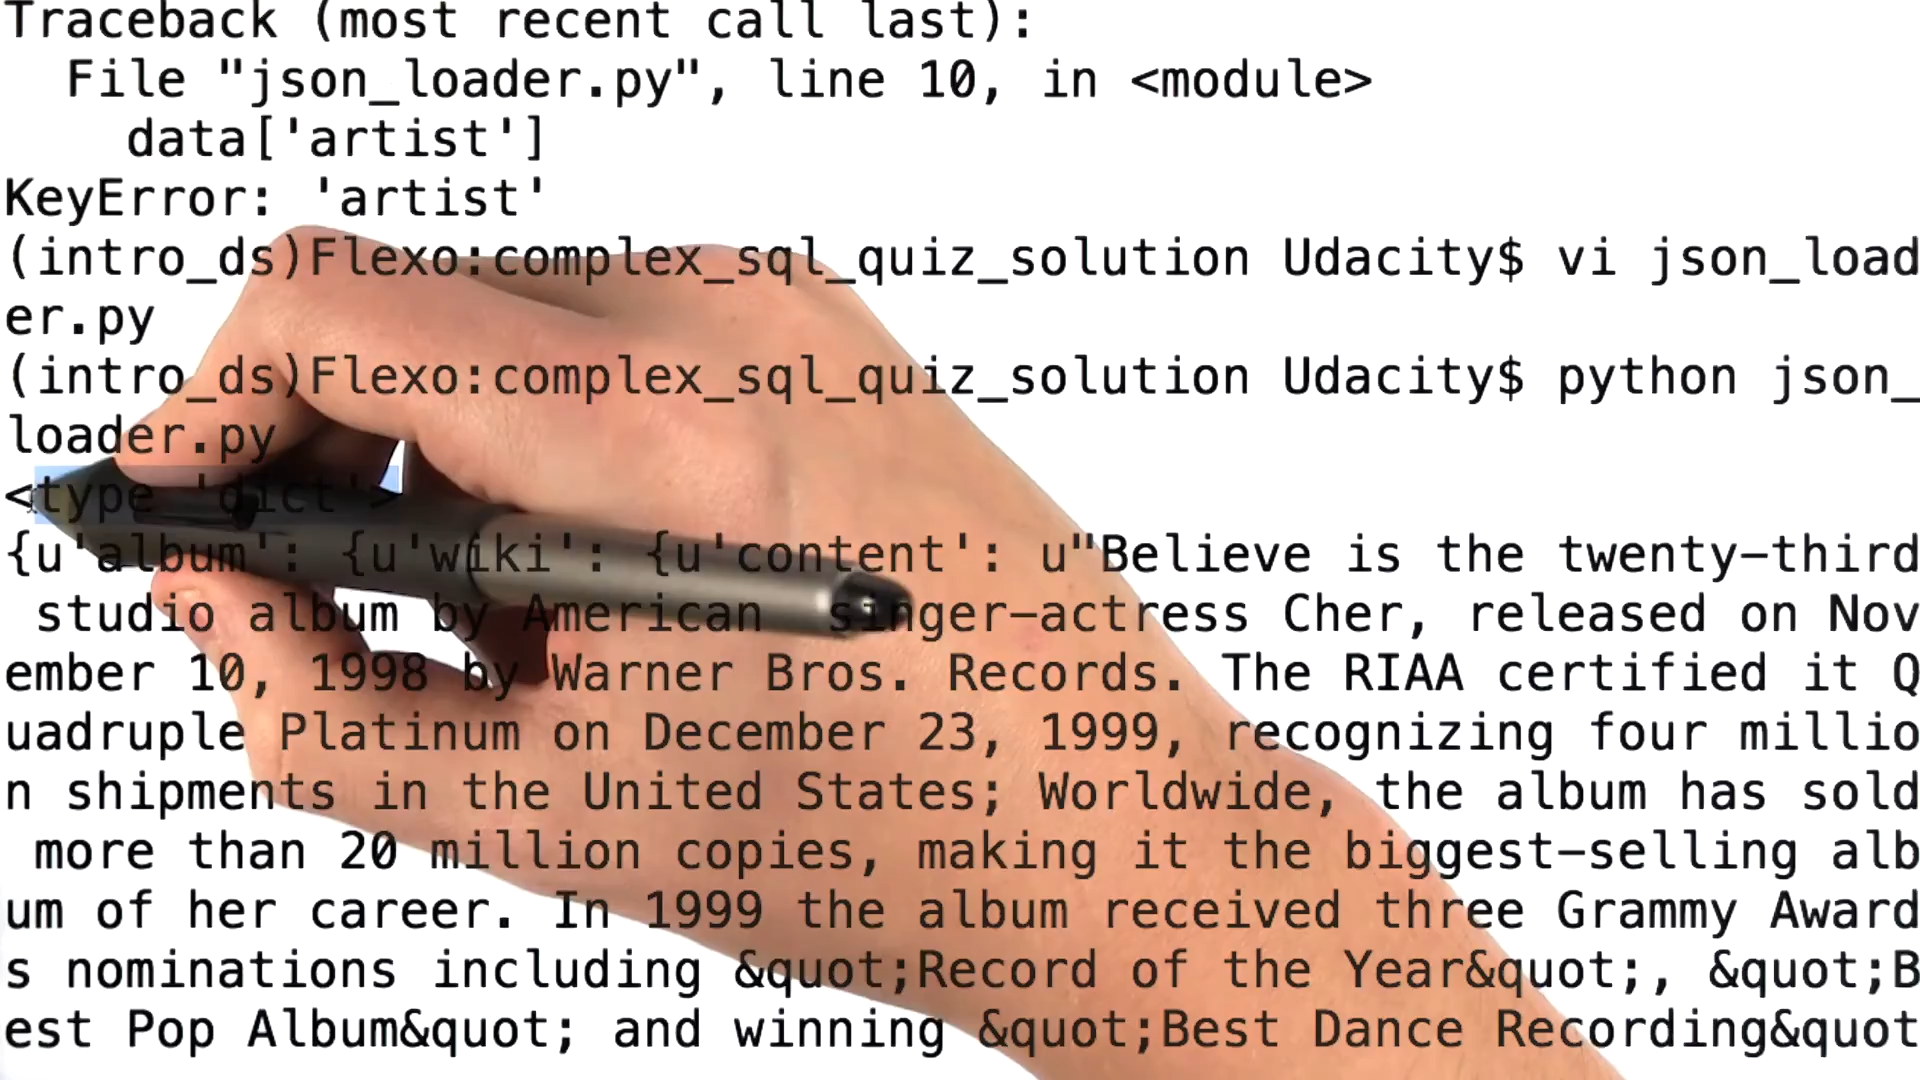 Traceback (most recent call last):
  File "json_loader.py", line 10, in <module>
    data['artist']
KeyError: 'artist'
(intro_ds)Flexo:complex_sql_quiz_solution Udacity$ vi json_load
er.py
(intro_ds)Flexo:complex_sql_quiz_solution Udacity$ python json_
loader.py
<type 'dict'>
{u'album': {u'wiki': {u'content': u"Believe is the twenty-third
 studio album by American  singer-actress Cher, released on Nov
ember 10, 1998 by Warner Bros. Records. The RIAA certified it Q
uadruple Platinum on December 23, 1999, recognizing four millio
n shipments in the United States; Worldwide, the album has sold
 more than 20 million copies, making it the biggest-selling alb
um of her career. In 1999 the album received three Grammy Award
s nominations including &quot;Record of the Year&quot;, &quot;B
est Pop Album&quot; and winning &quot;Best Dance Recording&quot